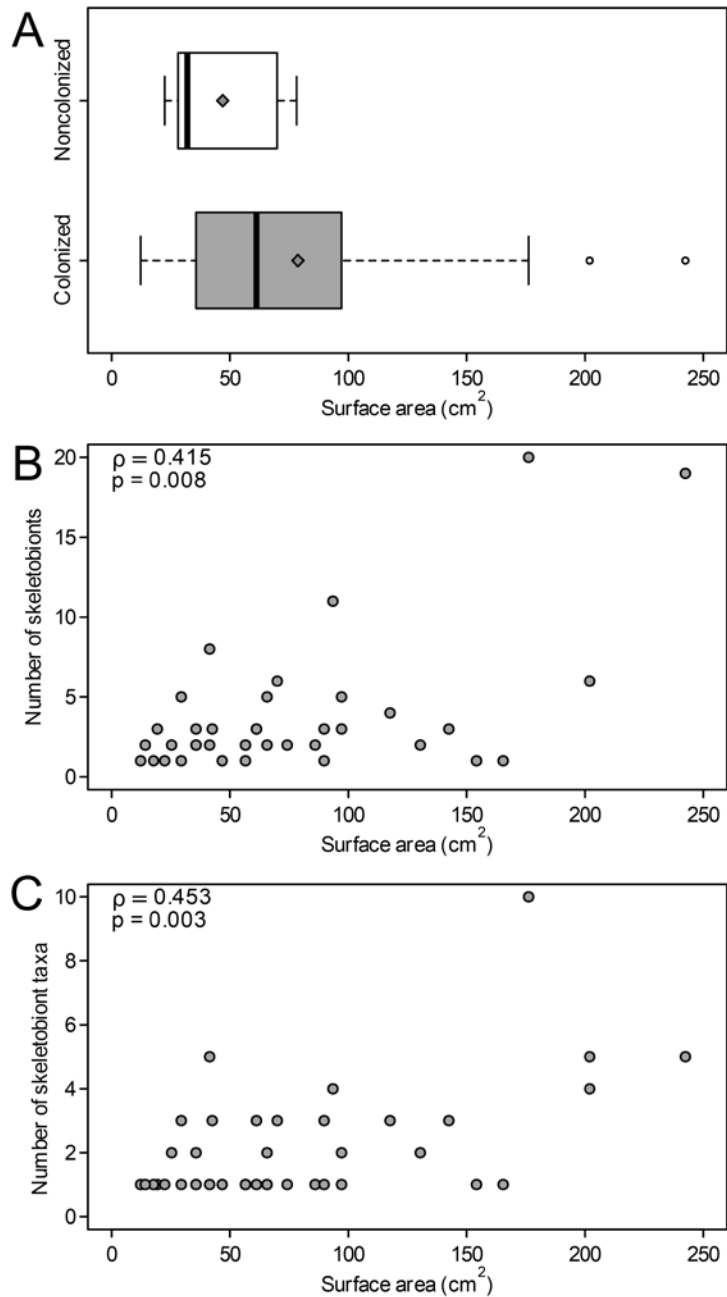 A
Noncolonized
Colonized
0 50 100 150 200 250
Surface area (cm²)
B
ρ = 0.415
p = 0.008
Number of skeletobionts
20
15
10
5
0
0 50 100 150 200 250
Surface area (cm²)
C
ρ = 0.453
p = 0.003
Number of skeletobiont taxa
10
8
6
4
2
0
0 50 100 150 200 250
Surface area (cm²)